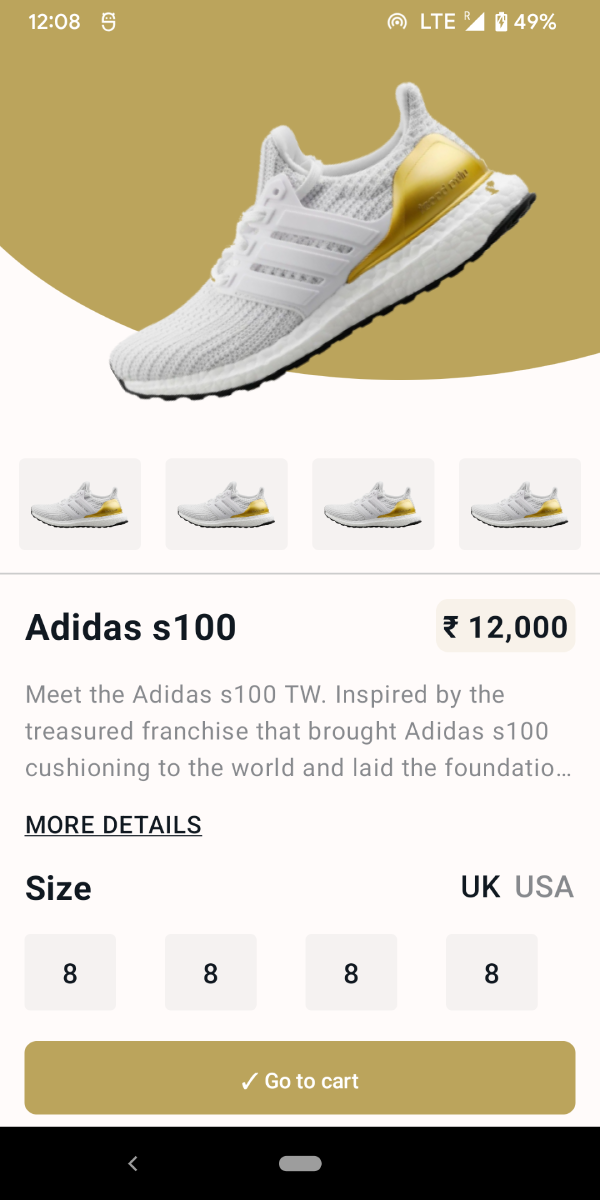 12:08
LTE R 49%
Adidas s100
₹ 12,000
Meet the Adidas s100 TW. Inspired by the
treasured franchise that brought Adidas s100
cushioning to the world and laid the foundatio…
MORE DETAILS
Size
UK USA
8 8 8 8
✓ Go to cart